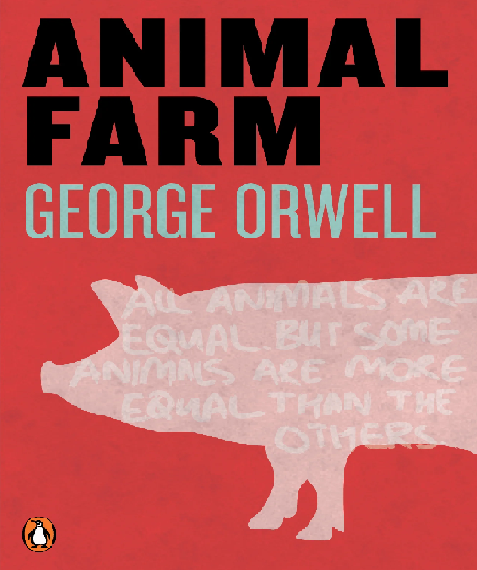 ANIMAL
FARM
GEORGE ORWELL
ALL ANIMALS ARE
EQUAL BUT SOME
ANIMALS ARE MORE
EQUAL THAN THE
OTHERS.